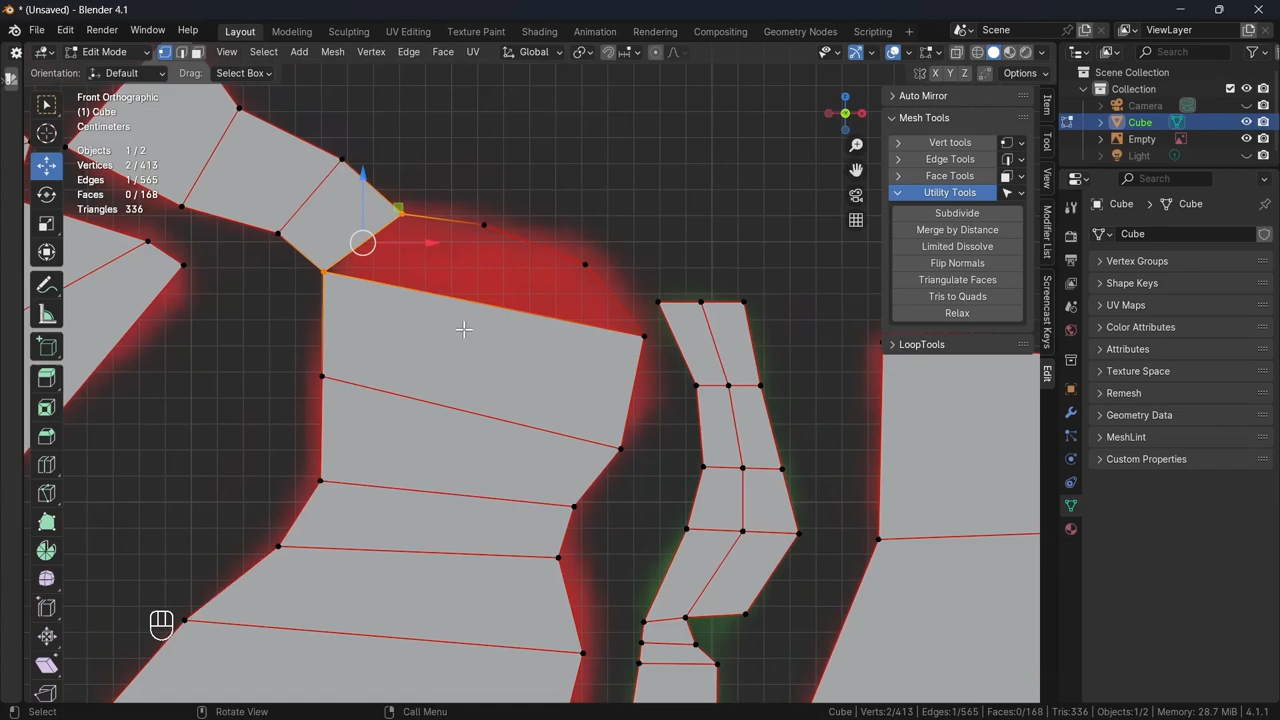 * (Unsaved) - Blender 4.1
File Edit Render Window Help Layout Modeling Sculpting UV Editing Texture Paint Shading Animation Rendering Compositing Geometry Nodes Scripting + Scene ViewLayer
Edit Mode View Select Add Mesh Vertex Edge Face UV Global Search
Orientation: Default Drag: Select Box X Y Z Options
Front Orthographic
(1) Cube
Centimeters
Objects 1/2
Vertices 2/413
Edges 1/565
Faces 0/168
Triangles 336
Z
Auto Mirror
Mesh Tools
Vert tools
Edge Tools
Face Tools
Utility Tools
Subdivide
Merge by Distance
Limited Dissolve
Flip Normals
Triangulate Faces
Tris to Quads
Relax
LoopTools
Item
Tool
View
Modifier List
Screencast Keys
Edit
Scene Collection
Collection
Camera
Cube
Empty
Light
Search
Cube > Cube
Cube
Vertex Groups
Shape Keys
UV Maps
Color Attributes
Attributes
Texture Space
Remesh
Geometry Data
MeshLint
Custom Properties
Select Rotate View Call Menu Cube | Verts:2/413 | Edges:1/565 | Faces:0/168 | Tris:336 | Objects:1/2 | Memory: 28.7 MiB | 4.1.1